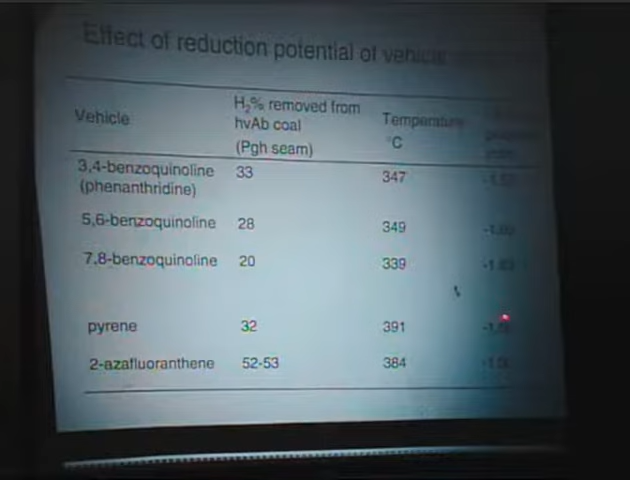 Effect of reduction potential of vehicle
Vehicle H₂% removed from hvAb coal (Pgh seam) Temperature °C
3,4-benzoquinoline (phenanthridine) 33 347
5,6-benzoquinoline 28 349
7,8-benzoquinoline 20 339
pyrene 32 391
2-azafluoranthene 52-53 384